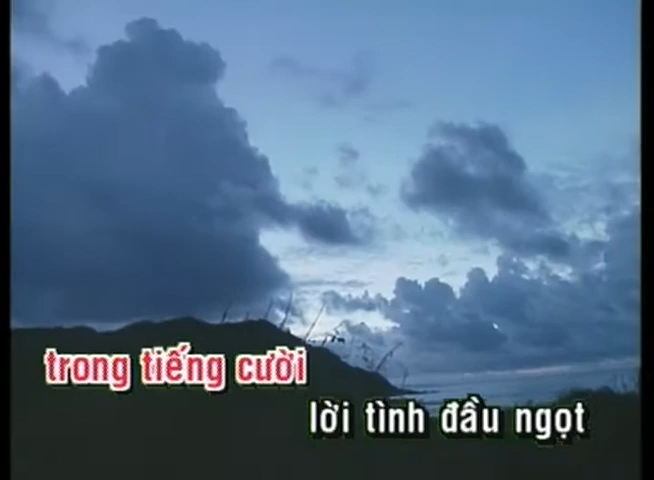 trong tiếng cười
lời tình đầu ngọt